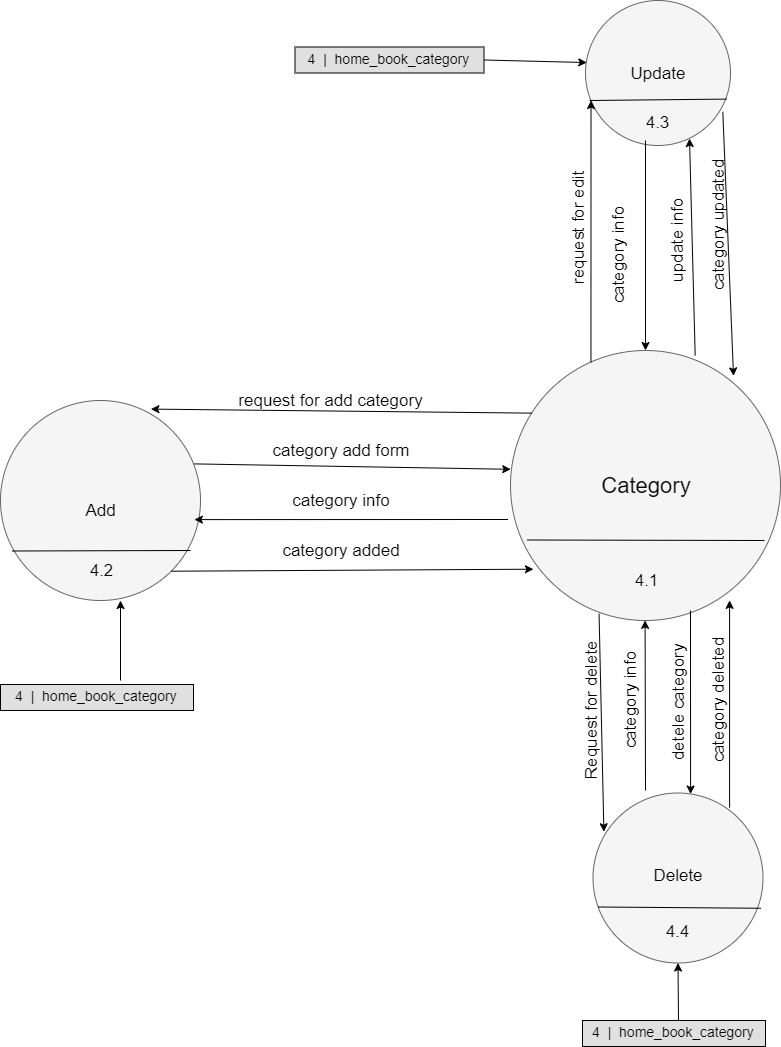 4 | home_book_category
Update
4.3
request for edit
category info
update info
category updated
request for add category
category add form
category info
category added
Add
4.2
Category
4.1
4 | home_book_category
Request for delete
category info
detele category
category deleted
Delete
4.4
4 | home_book_category